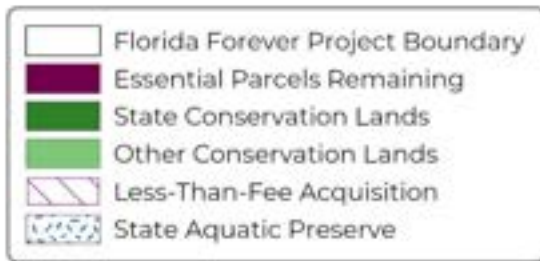 Florida Forever Project Boundary
Essential Parcels Remaining
State Conservation Lands
Other Conservation Lands
Less-Than-Fee Acquisition
State Aquatic Preserve